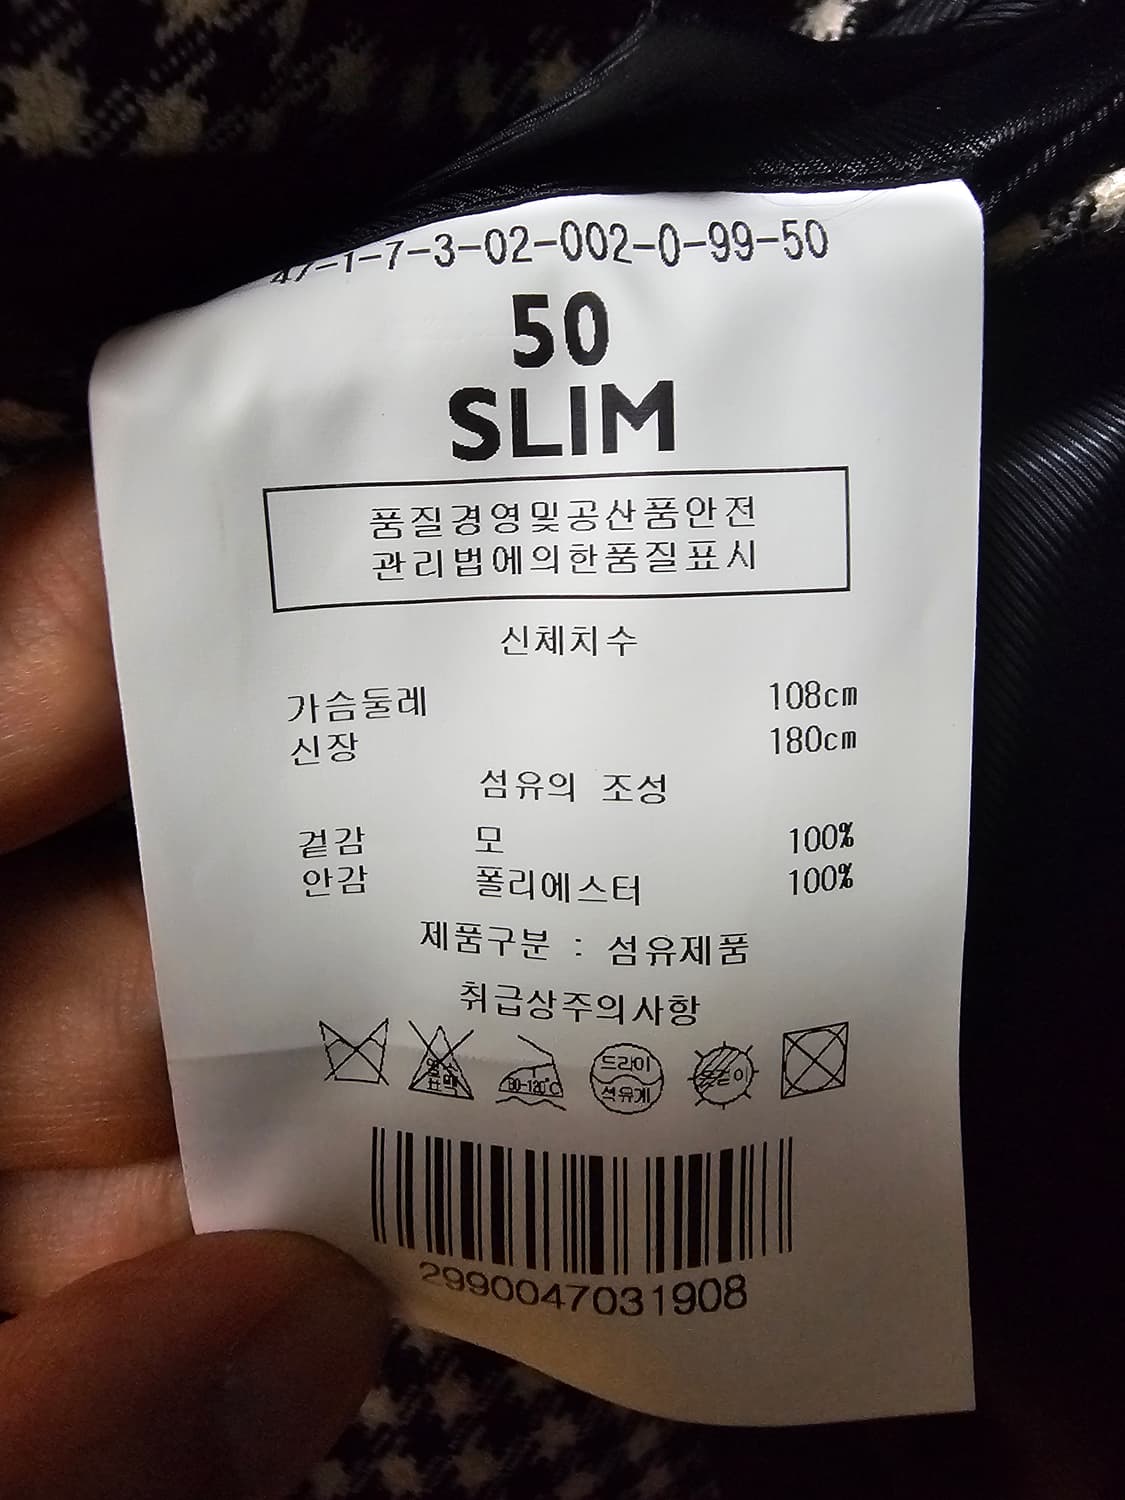 47-1-7-3-02-002-0-99-50
50
SLIM
품질경영및공산품안전
관리법에의한품질표시
신체치수
가슴둘레 108cm
신장 180cm
섬유의 조성
겉감 모 100%
안감 폴리에스터 100%
제품구분 : 섬유제품
취급상주의사항
80-120°C 드라이
석유계
2990047031908